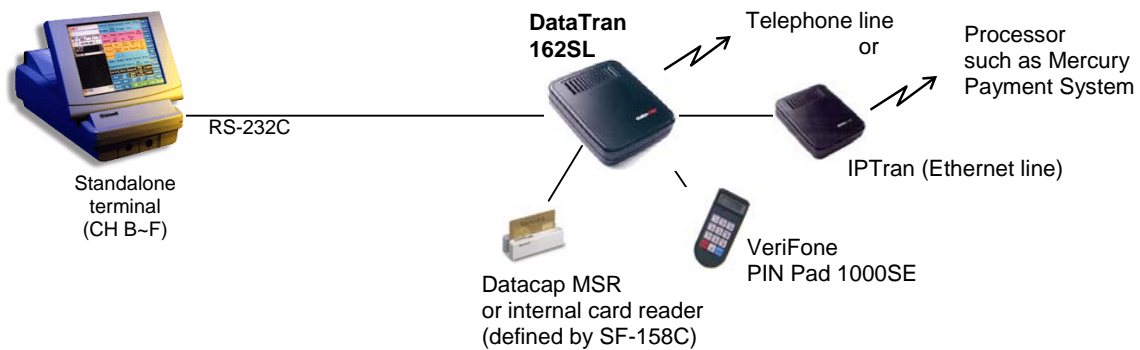 DataTran
162SL
Telephone line
or
Processor
such as Mercury
Payment System
RS-232C
IPTran (Ethernet line)
Standalone
terminal
(CH B~F)
VeriFone
PIN Pad 1000SE
Datacap MSR
or internal card reader
(defined by SF-158C)